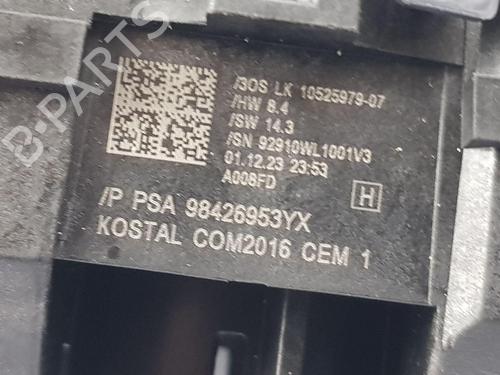 /3OS LK 10525979-07
/HW 8.4
/SW 14.3
/SN 92910WL1001V3
01.12.23 23:53
A008FD
H
/P PSA 98426953YX
KOSTAL COM2016 CEM 1
B-PARTS